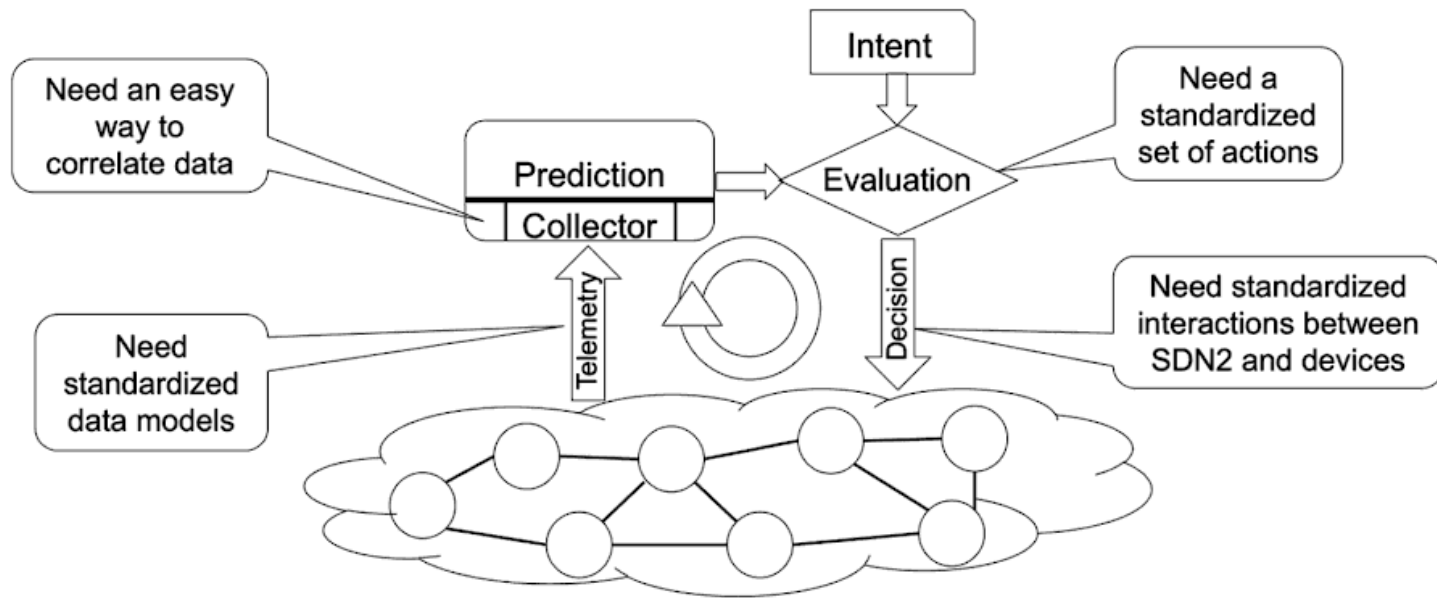 Intent
Need an easy
way to
correlate data
Need a
standardized
set of actions
Prediction
Evaluation
Collector
Telemetry
Decision
Need
standardized
data models
Need standardized
interactions between
SDN2 and devices